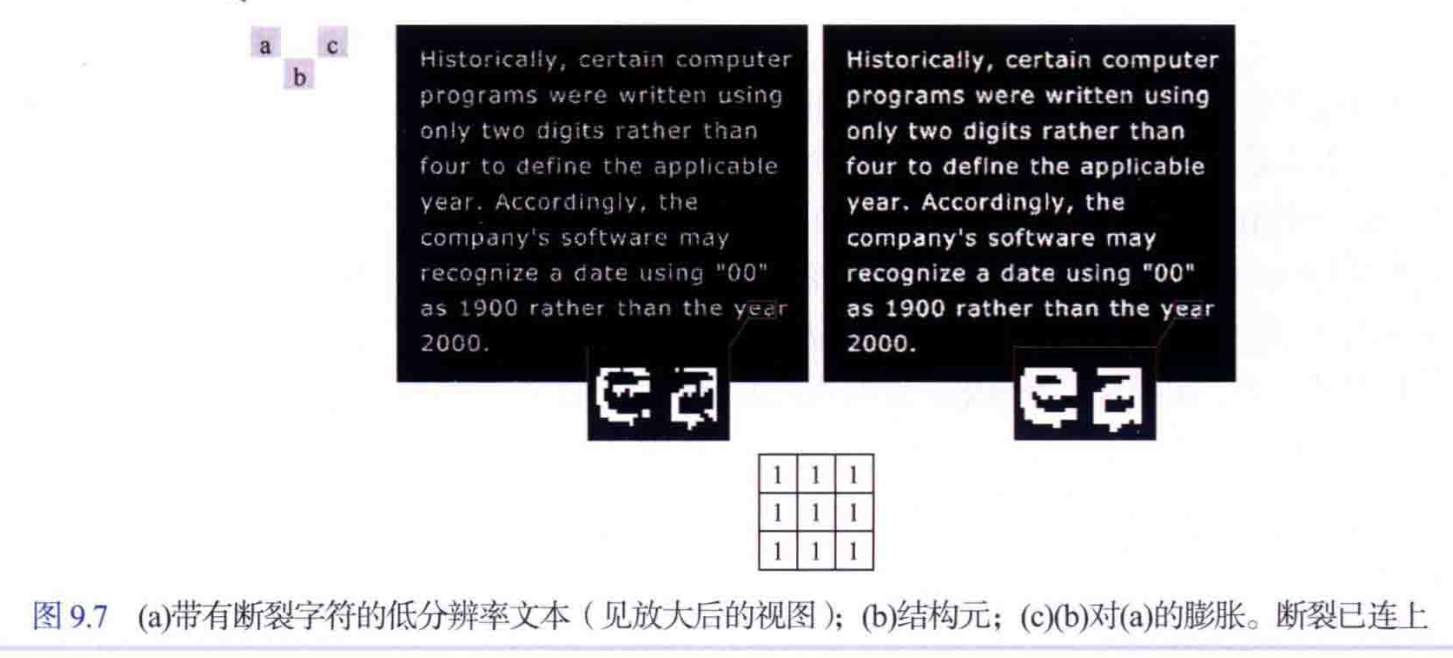 a c
b
Historically, certain computer
programs were written using
only two digits rather than
four to define the applicable
year. Accordingly, the
company's software may
recognize a date using "00"
as 1900 rather than the year
2000.
e a
Historically, certain computer
programs were written using
only two digits rather than
four to define the applicable
year. Accordingly, the
company's software may
recognize a date using "00"
as 1900 rather than the year
2000.
e a
1 1 1
1 1 1
1 1 1
图 9.7 (a)带有断裂字符的低分辨率文本（见放大后的视图）；(b)结构元；(c)(b)对(a)的膨胀。断裂已连上